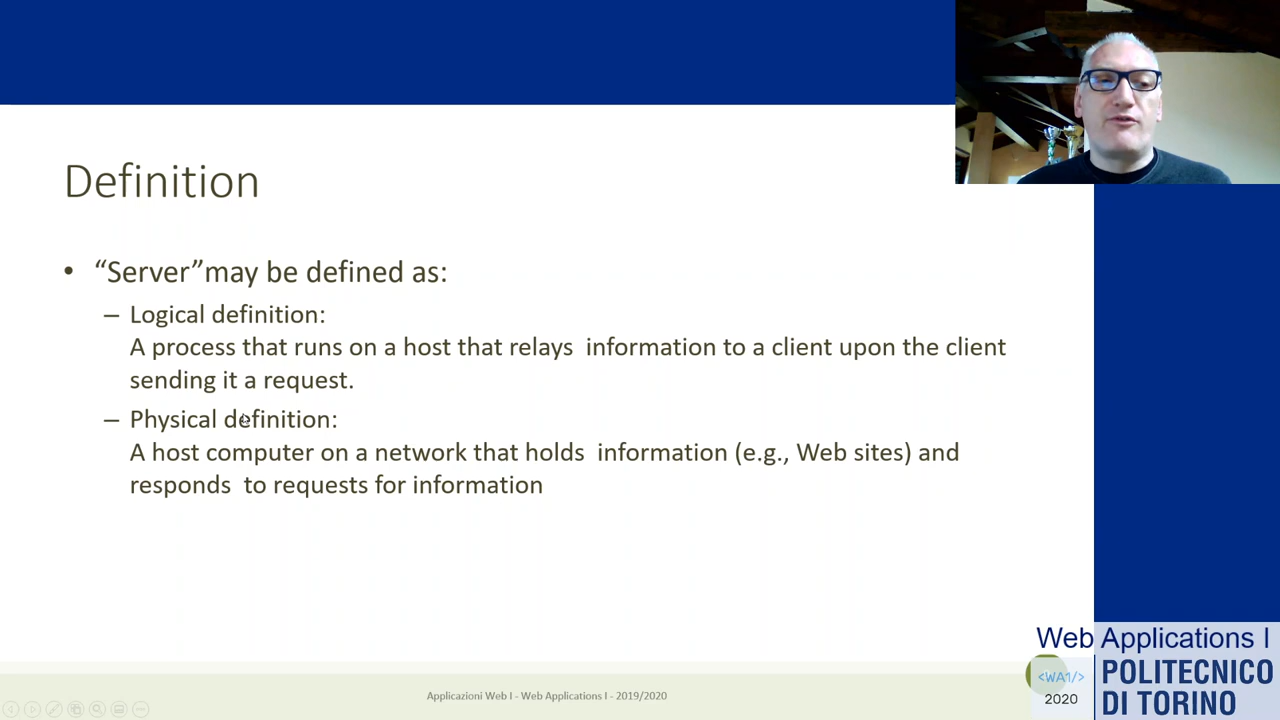 Definition
• “Server”may be defined as:
– Logical definition:
A process that runs on a host that relays  information to a client upon the client
sending it a request.
– Physical definition:
A host computer on a network that holds  information (e.g., Web sites) and
responds  to requests for information
Applicazioni Web I - Web Applications I - 2019/2020
Web Applications I
<WA1/>
2020
POLITECNICO
DI TORINO